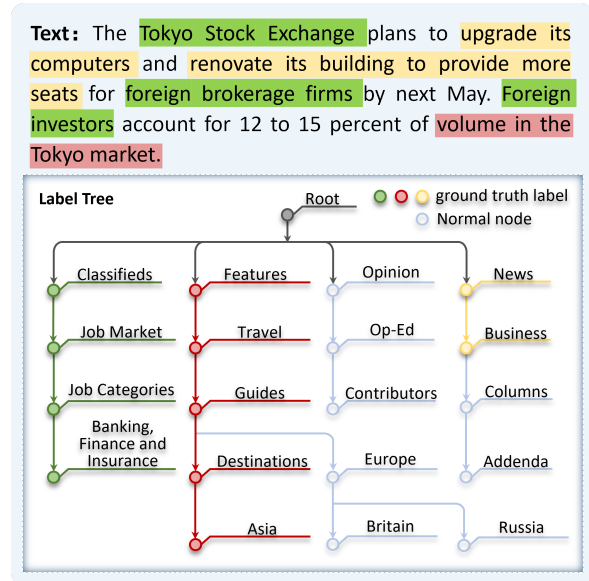 Text: The Tokyo Stock Exchange plans to upgrade its
computers and renovate its building to provide more
seats for foreign brokerage firms by next May. Foreign
investors account for 12 to 15 percent of volume in the
Tokyo market.
Label Tree
Root
ground truth label
Normal node
Classifieds
Features
Opinion
News
Job Market
Travel
Op-Ed
Business
Job Categories
Guides
Contributors
Columns
Banking,
Finance and
Insurance
Destinations
Europe
Addenda
Asia
Britain
Russia